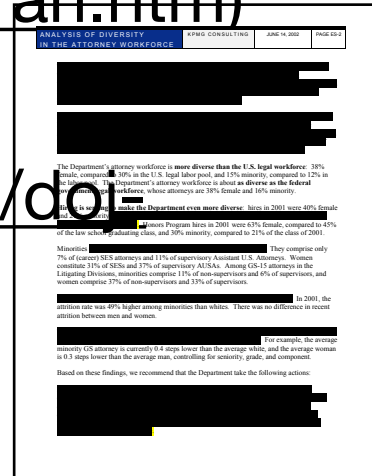 an.htm)
ANALYSIS OF DIVERSITY
IN THE ATTORNEY WORKFORCE
KPMG CONSULTING
JUNE 14, 2002
PAGE ES-2
The Department's attorney workforce is more diverse than the U.S. legal workforce: 38%
female, compared to 30% in the U.S. legal labor pool, and 15% minority, compared to 12% in
the labor pool. The Department's attorney workforce is about as diverse as the federal
government legal workforce, whose attorneys are 38% female and 16% minority.
/doj
Hiring is serving to make the Department even more diverse: hires in 2001 were 40% female
and minority.
Honors Program hires in 2001 were 63% female, compared to 45%
of the law school graduating class, and 30% minority, compared to 21% of the class of 2001.
Minorities They comprise only
7% of (career) SES attorneys and 11% of supervisory Assistant U.S. Attorneys. Women
constitute 31% of SESs and 37% of supervisory AUSAs. Among GS-15 attorneys in the
Litigating Divisions, minorities comprise 11% of non-supervisors and 6% of supervisors, and
women comprise 37% of non-supervisors and 33% of supervisors.
In 2001, the
attrition rate was 49% higher among minorities than whites. There was no difference in recent
attrition between men and women.
For example, the average
minority GS attorney is currently 0.4 steps lower than the average white, and the average woman
is 0.3 steps lower than the average man, controlling for seniority, grade, and component.
Based on these findings, we recommend that the Department take the following actions: